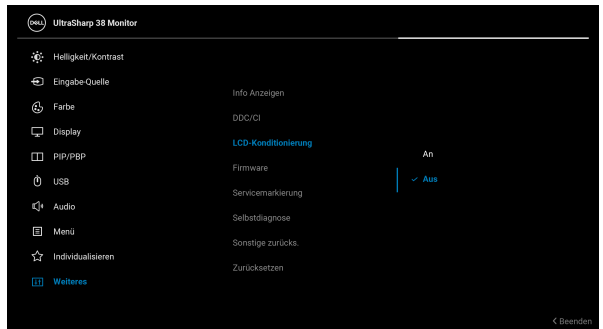 DELL UltraSharp 38 Monitor
Helligkeit/Kontrast
Eingabe-Quelle
Farbe
Display
PIP/PBP
USB
Audio
Menü
Individualisieren
Weiteres
Info Anzeigen
DDC/CI
LCD-Konditionierung
Firmware
Servicemarkierung
Selbstdiagnose
Sonstige zurücks.
Zurücksetzen
An
Aus
Beenden